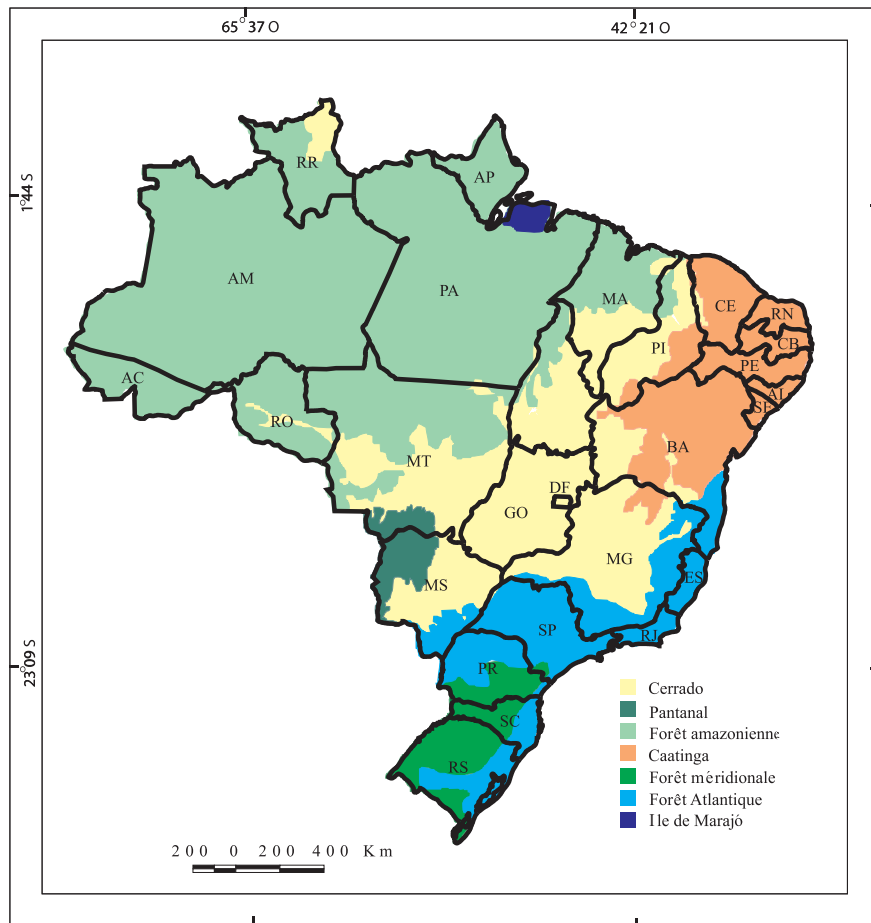 65° 37 O
42° 21 O
1° 44 S
RR
AP
AM
PA
MA
CE
RN
CB
PI
PE
AC
AL
SE
RO
BA
MT
DF
GO
MG
MS
ES
SP
RJ
23° 09 S
PR
SC
RS
Cerrado
Pantanal
Forêt amazonienne
Caatinga
Forêt méridionale
Forêt Atlantique
Ile de Marajó
200 0 200 400 Km